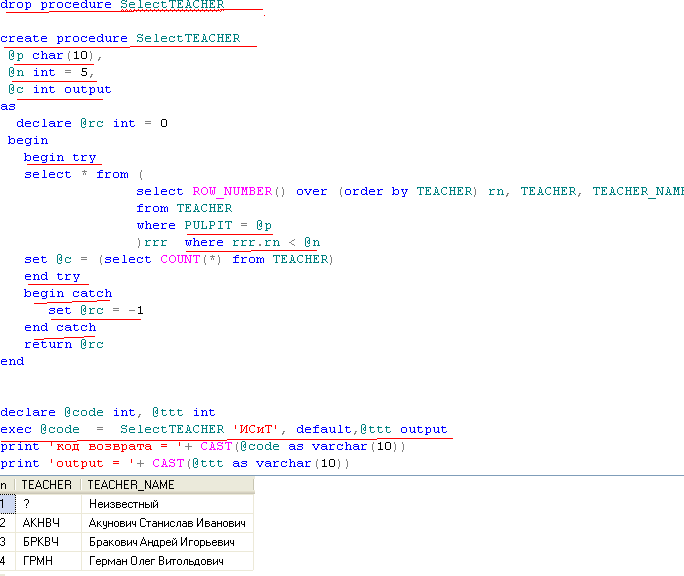 drop procedure SelectTEACHER
create procedure SelectTEACHER
@p char(10),
@n int = 5,
@c int output
as
declare @rc int = 0
begin
begin try
select * from (
select ROW_NUMBER() over (order by TEACHER) rn, TEACHER, TEACHER_NAME
from TEACHER
where PULPIT = @p
)rrr where rrr.rn < @n
set @c = (select COUNT(*) from TEACHER)
end try
begin catch
set @rc = -1
end catch
return @rc
end
declare @code int, @ttt int
exec @code = SelectTEACHER 'ИСиТ', default,@ttt output
print 'код возврата = '+ CAST(@code as varchar(10))
print 'output = '+ CAST(@ttt as varchar(10))
n TEACHER TEACHER_NAME
1 ? Неизвестный
2 АКНВЧ Акунович Станислав Иванович
3 БРКВЧ Бракович Андрей Игорьевич
4 ГРМН Герман Олег Витольдович